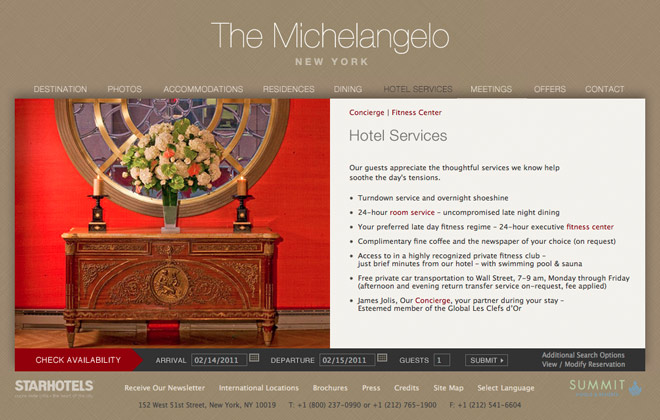 The Michelangelo
NEW YORK
DESTINATION PHOTOS ACCOMMODATIONS RESIDENCES DINING HOTEL SERVICES MEETINGS OFFERS CONTACT
Concierge | Fitness Center
Hotel Services
Our guests appreciate the thoughtful services we know help
soothe the day's tensions.
• Turndown service and overnight shoeshine
• 24-hour room service – uncompromised late night dining
• Your preferred late day fitness regime – 24-hour executive fitness center
• Complimentary fine coffee and the newspaper of your choice (on request)
• Access to in a highly recognized private fitness club –
just brief minutes from our hotel – with swimming pool & sauna
• Free private car transportation to Wall Street, 7-9 am, Monday through Friday
(afternoon and evening return transfer service on-request, fee applied)
• James Jolis, Our Concierge, your partner during your stay –
Esteemed member of the Global Les Clefs d'Or
CHECK AVAILABILITY ARRIVAL 02/14/2011 DEPARTURE 02/15/2011 GUESTS 1 SUBMIT
Additional Search Options
View / Modify Reservation
STARHOTELS
Receive Our Newsletter International Locations Brochures Press Credits Site Map Select Language
SUMMIT
152 West 51st Street, New York, NY 10019 T: +1 (800) 237-0990 or +1 (212) 765-1900 F: +1 (212) 541-6604